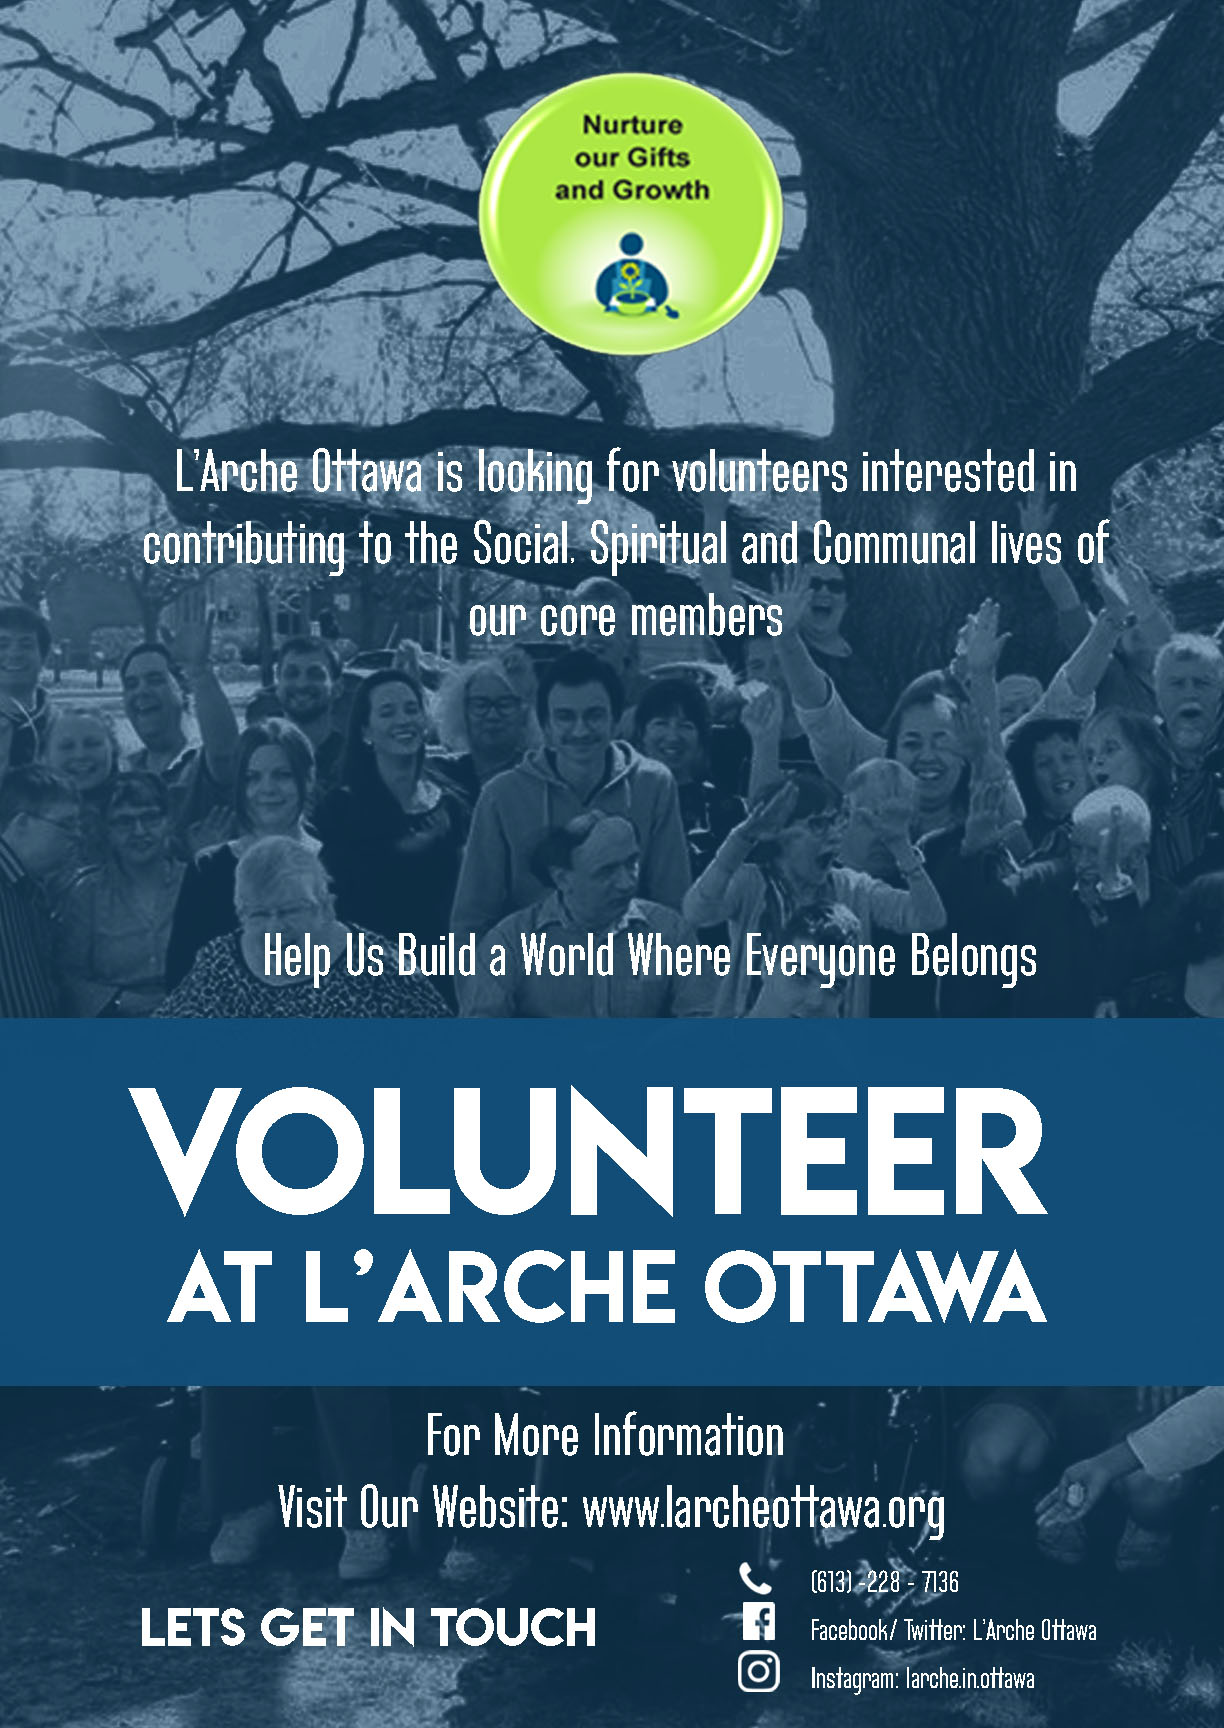 Nurture
our Gifts
and Growth
L'Arche Ottawa is looking for volunteers interested in
contributing to the Social, Spiritual and Communal lives of
our core members
Help Us Build a World Where Everyone Belongs
VOLUNTEER
AT L'ARCHE OTTAWA
For More Information
Visit Our Website: www.larcheottawa.org
LETS GET IN TOUCH
(613) -228 - 7136
Facebook/ Twitter: L'Arche Ottawa
Instagram: larche.in.ottawa